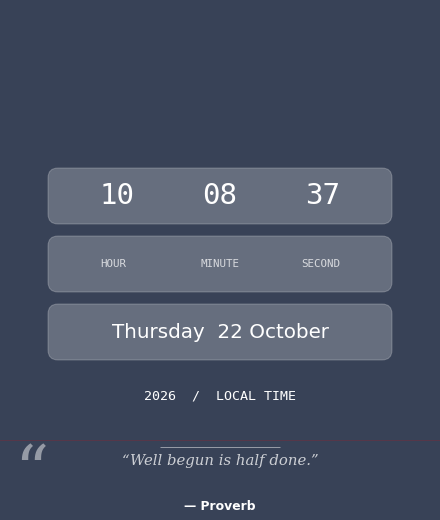 10 08 37
HOUR MINUTE SECOND
Thursday 22 October
2026 / LOCAL TIME
“
“Well begun is half done.”
— Proverb